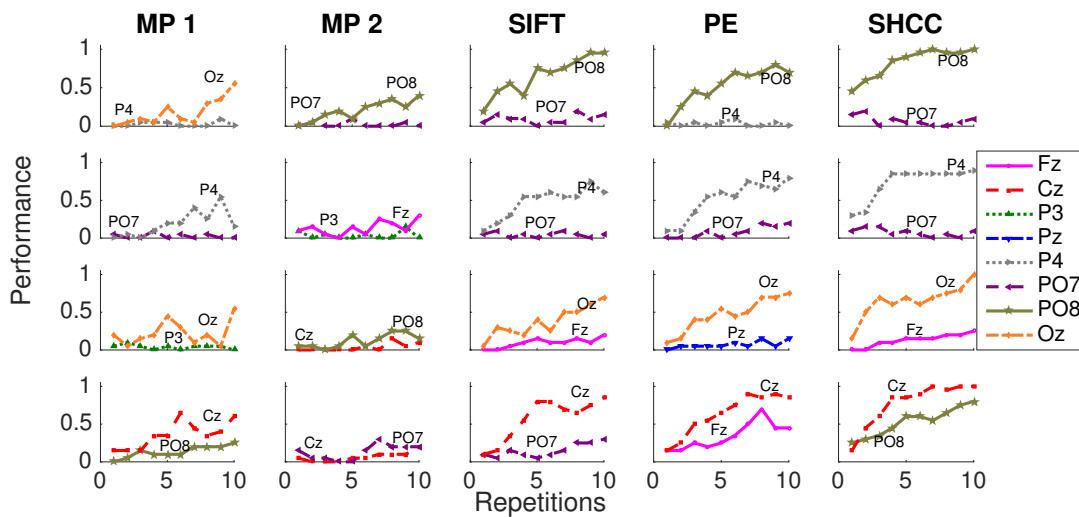 MP 1 MP 2 SIFT PE SHCC
1 0.5 0
P4 Oz
PO7 PO8
PO7 PO8
P4 PO8
PO8 PO7
1 0.5 0
PO7 P4
P3 Fz
PO7 P4
PO7 P4
PO7 P4
1 0.5 0
P3 Oz
Cz PO8
Fz Oz
Pz Oz
Fz Oz
1 0.5 0
PO8 Cz
Cz PO7
PO7 Cz
Fz Cz
Cz PO8
0 5 10
0 5 10
0 5 10
0 5 10
0 5 10
Performance
Repetitions
Fz
Cz
P3
Pz
P4
PO7
PO8
Oz